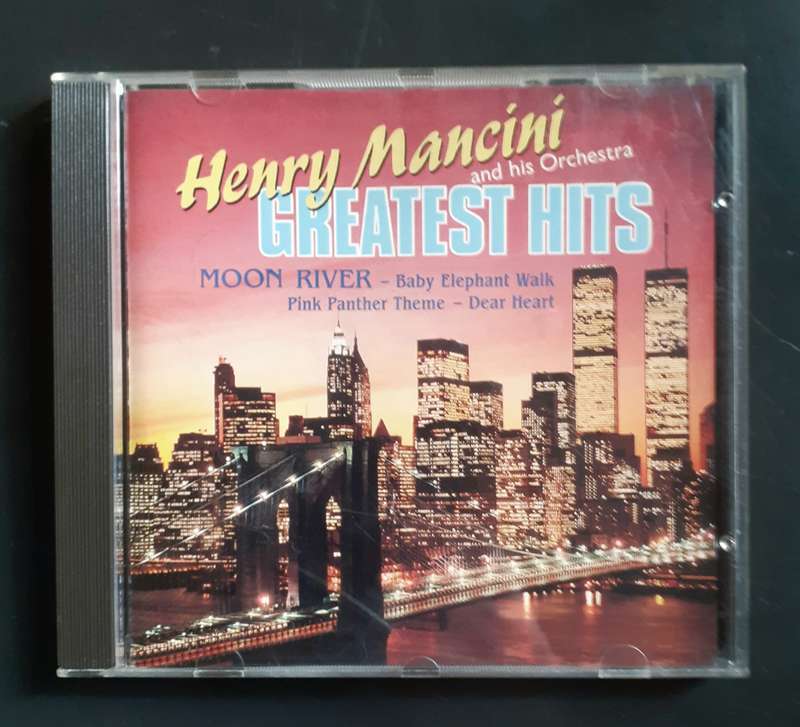 Henry Mancini
and his Orchestra
GREATEST HITS
MOON RIVER – Baby Elephant Walk
Pink Panther Theme – Dear Heart